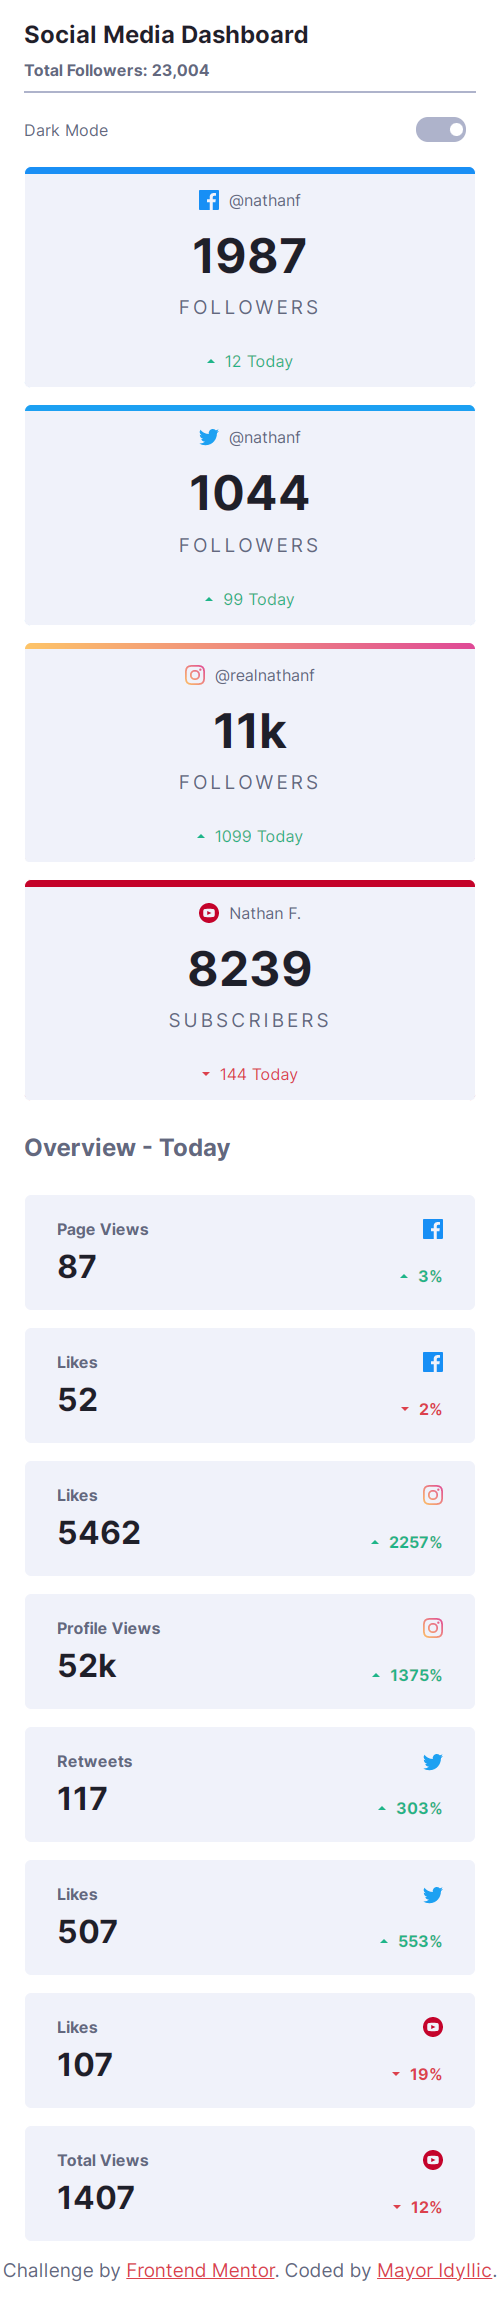 Social Media Dashboard
Total Followers: 23,004
Dark Mode
@nathanf
1987
FOLLOWERS
12 Today
@nathanf
1044
FOLLOWERS
99 Today
@realnathanf
11k
FOLLOWERS
1099 Today
Nathan F.
8239
SUBSCRIBERS
144 Today
Overview - Today
Page Views
87
3%
Likes
52
2%
Likes
5462
2257%
Profile Views
52k
1375%
Retweets
117
303%
Likes
507
553%
Likes
107
19%
Total Views
1407
12%
Challenge by Frontend Mentor. Coded by Mayor Idyllic.